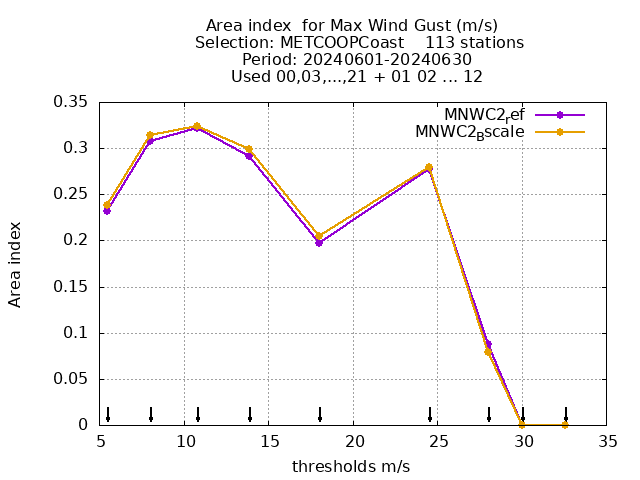 Area index  for Max Wind Gust (m/s)
Selection: METCOOPCoast    113 stations
Period: 20240601-20240630
Used 00,03,...,21 + 01 02 ... 12
MNWC2ref
MNWC2Bscale
0.35
0.3
0.25
0.2
0.15
0.1
0.05
0
Area index
5 10 15 20 25 30 35
thresholds m/s